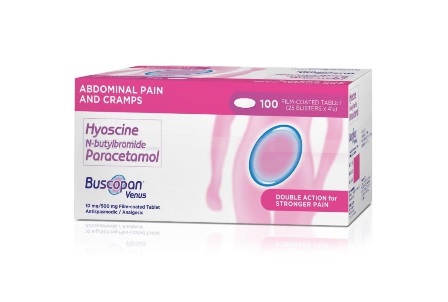 ABDOMINAL PAIN
AND CRAMPS
100 FILM-COATED TABLET
(25 BLISTERS x 4's)
Hyoscine
N-butylbromide
Paracetamol
Buscopan®
Venus
10 mg/500 mg Film-coated Tablet
Antispasmodic / Analgesic
DOUBLE ACTION for
STRONGER PAIN